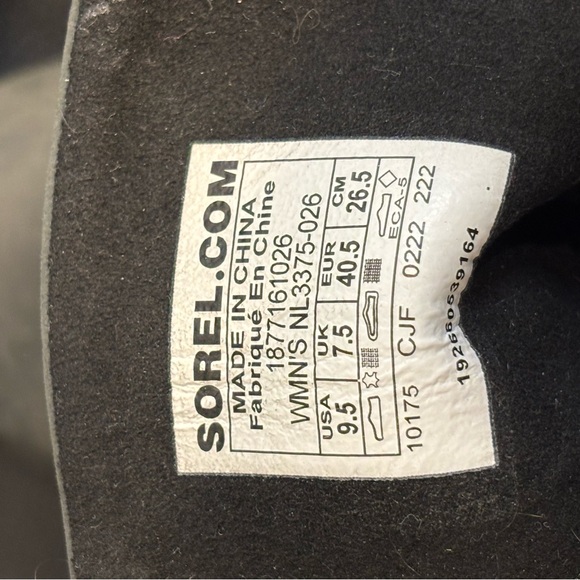 SOREL.COM
MADE IN CHINA
Fabriqué En Chine
1877161026
WMN'S NL3375-026
USA UK EUR CM
9.5 7.5 40.5 26.5
ECA-5
10175 CJF 0222 222
192660639164